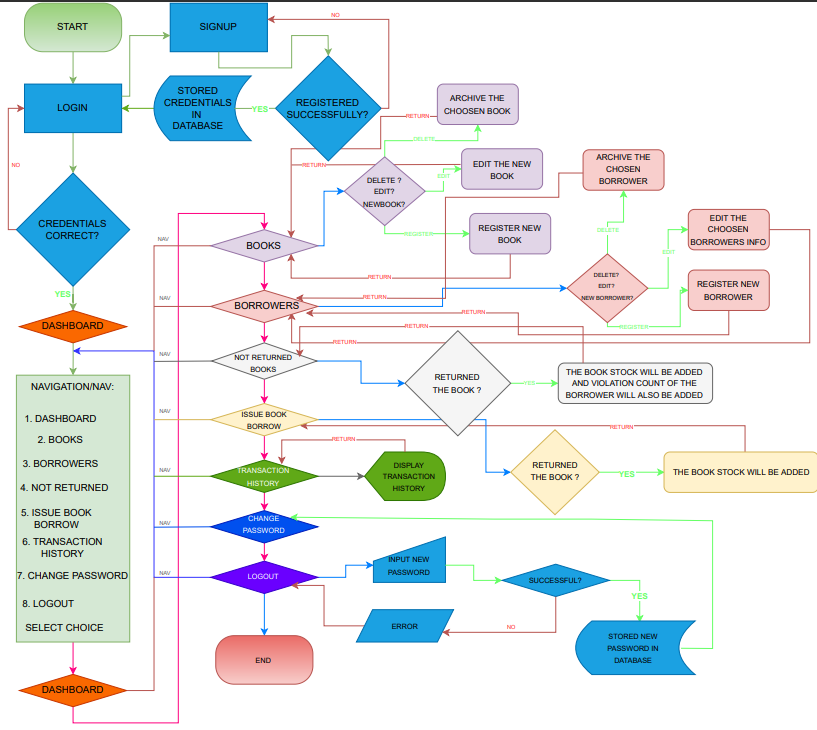 START
SIGNUP
NO
LOGIN
STORED
CREDENTIALS
IN
DATABASE
YES
REGISTERED
SUCCESSFULLY?
ARCHIVE THE
CHOOSEN BOOK
RETURN
DELETE
NO
RETURN
DELETE ?
EDIT?
NEWBOOK?
EDIT
EDIT THE NEW
BOOK
ARCHIVE THE
CHOSEN
BORROWER
CREDENTIALS
CORRECT?
NAV
BOOKS
REGISTER
REGISTER NEW
BOOK
DELETE
EDIT THE
CHOOSEN
BORROWERS INFO
EDIT
RETURN
YES
NAV
BORROWERS
RETURN
DELETE?
EDIT?
NEW BORROWER?
REGISTER NEW
BORROWER
DASHBOARD
RETURN
RETURN
REGISTER
RETURN
NAV
NOT RETURNED
BOOKS
RETURNED
THE BOOK ?
YES
THE BOOK STOCK WILL BE ADDED
AND VIOLATION COUNT OF THE
BORROWER WILL ALSO BE ADDED
NAVIGATION/NAV:
1. DASHBOARD
2. BOOKS
3. BORROWERS
4. NOT RETURNED
5. ISSUE BOOK
BORROW
6. TRANSACTION
HISTORY
7. CHANGE PASSWORD
8. LOGOUT
SELECT CHOICE
NAV
ISSUE BOOK
BORROW
RETURN
RETURN
RETURNED
THE BOOK ?
YES
THE BOOK STOCK WILL BE ADDED
NAV
TRANSACTION
HISTORY
DISPLAY
TRANSACTION
HISTORY
NAV
CHANGE
PASSWORD
NAV
LOGOUT
INPUT NEW
PASSWORD
SUCCESSFUL?
YES
ERROR
NO
STORED NEW
PASSWORD IN
DATABASE
END
DASHBOARD